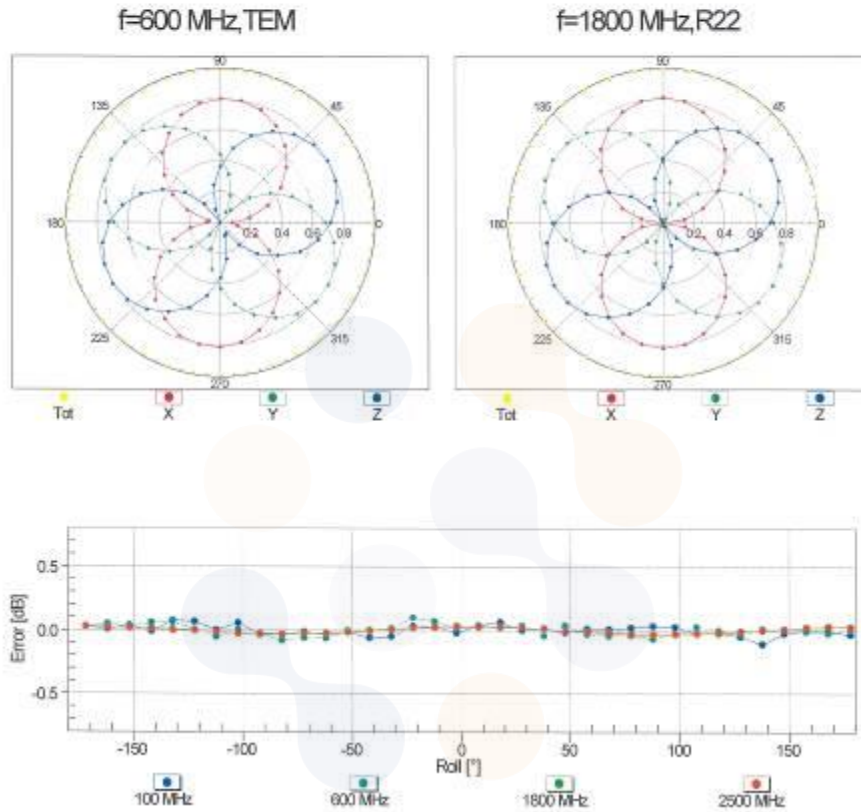 f=600 MHz,TEM
f=1800 MHz,R22
90
135
45
180
0.2 0.4 0.6 0.8
0
225
315
270
Tot X Y Z
90
135
45
180
0.2 0.4 0.6 0.8
0
225
315
270
Tot X Y Z
Error [dB]
0.5
0.0
-0.5
-150 -100 -50 0 50 100 150
Roll [°]
100 MHz 600 MHz 1800 MHz 2500 MHz